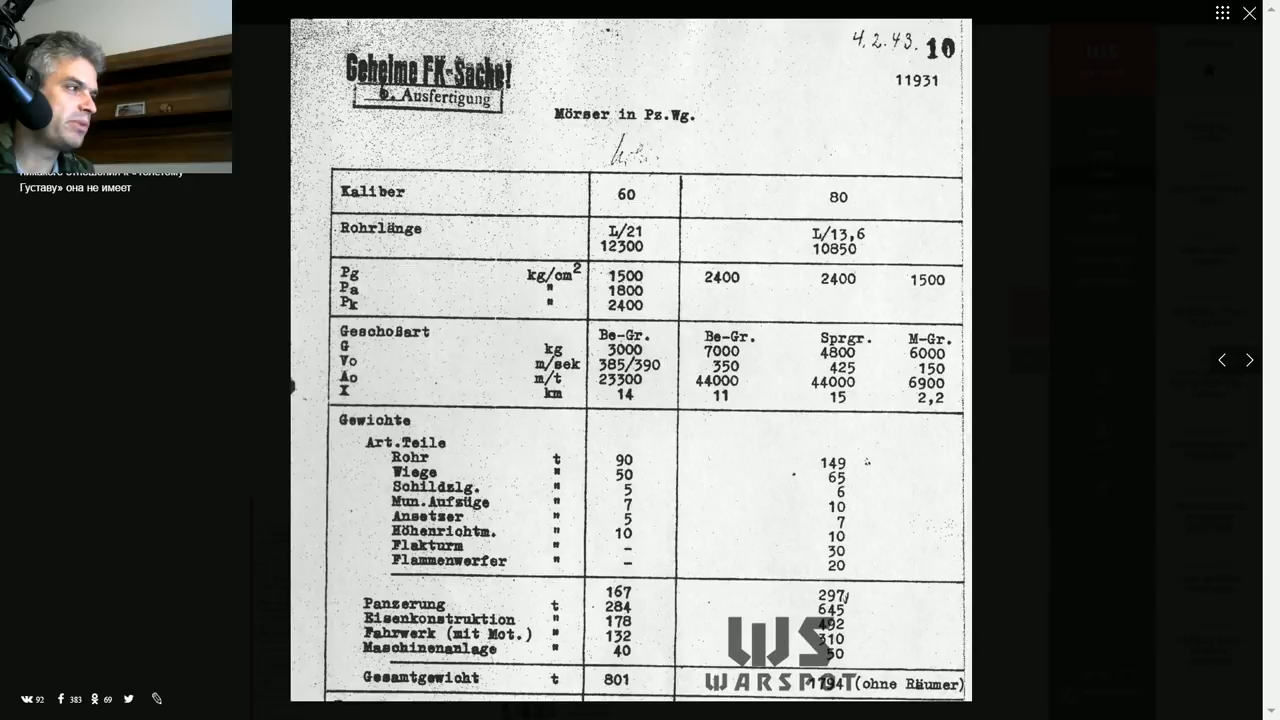 4.2.43. 10
11931
Geheime FK-Sache!
6. Ausfertigung
Mörser in Pz.Wg.
Густаву» она не имеет
Kaliber 60 80
Rohrlänge L/21 L/13,6
12300 10850
Pg kg/cm2 1500 2400 2400 1500
Pa " 1800
Pk " 2400
Geschoßart Be-Gr. Be-Gr. Sprgr. M-Gr.
G kg 3000 7000 4800 6000
Vo m/sek 385/390 350 425 150
Ao m/t 23300 44000 44000 6900
X km 14 11 15 2,2
Gewichte
Art.Teile
Rohr t 90 149
Wiege " 50 65
Schildzlg. " 5 6
Mun.Aufzüge " 7 10
Ansetzer " 5 7
Höhenrichtm. " 10 10
Flakturm " - 30
Flammenwerfer " - 20
167 297
Panzerung t 284 645
Eisenkonstruktion " 178 492
Fahrwerk (mit Mot.) " 132 310
Maschinenanlage " 40 50
Gesamtgewicht t 801 1794 (ohne Räumer)
WS
WARSPOT
92 383 69